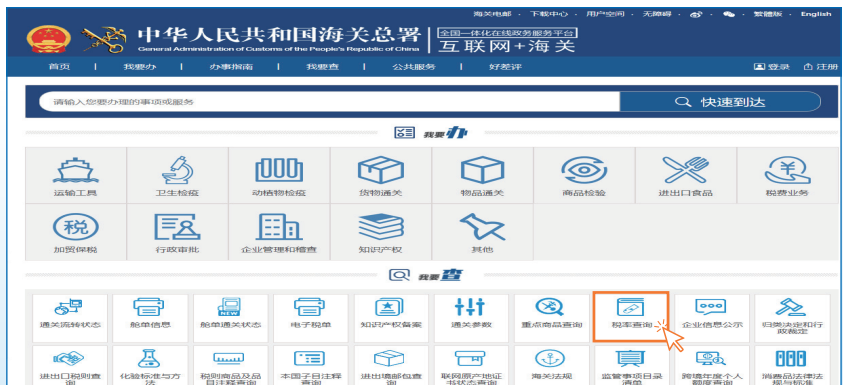 海关电邮 · 下载中心 · 用户空间 · 无障碍 · 繁體版 · English
中华人民共和国海关总署
General Administration of Customs of the People's Republic of China
全国一体化在线政务服务平台
互联网+海关
首页 | 我要办 | 办事指南 | 我要查 | 公共服务 | 好差评 登录 注册
请输入您要办理的事项或服务 快速到达
我要办
运输工具 卫生检疫 动植物检疫 货物通关 物品通关 商品检验 进出口食品 税费业务
税
加贸保税 行政审批 企业管理和稽查 知识产权 其他
我要查
NEW
通关流转状态 舱单信息 舱单通关状态 电子税单 知识产权备案 通关参数 重点商品查询 税率查询 企业信息公示 归类决定和行政裁定
进出口税则查询 化验标准与方法 税则商品及品目注释查询 本国子目注释查询 进出境邮包查询 联网原产地证书状态查询 海关法规 监管事项目录清单 跨境年度个人额度查询 消费品法律法规与标准